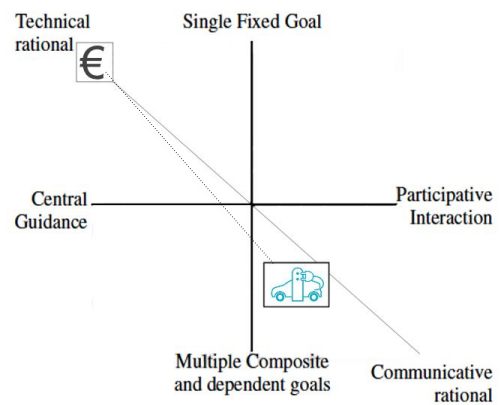 Technical
rational
Single Fixed Goal
€
Central
Guidance
Participative
Interaction
Multiple Composite
and dependent goals
Communicative
rational